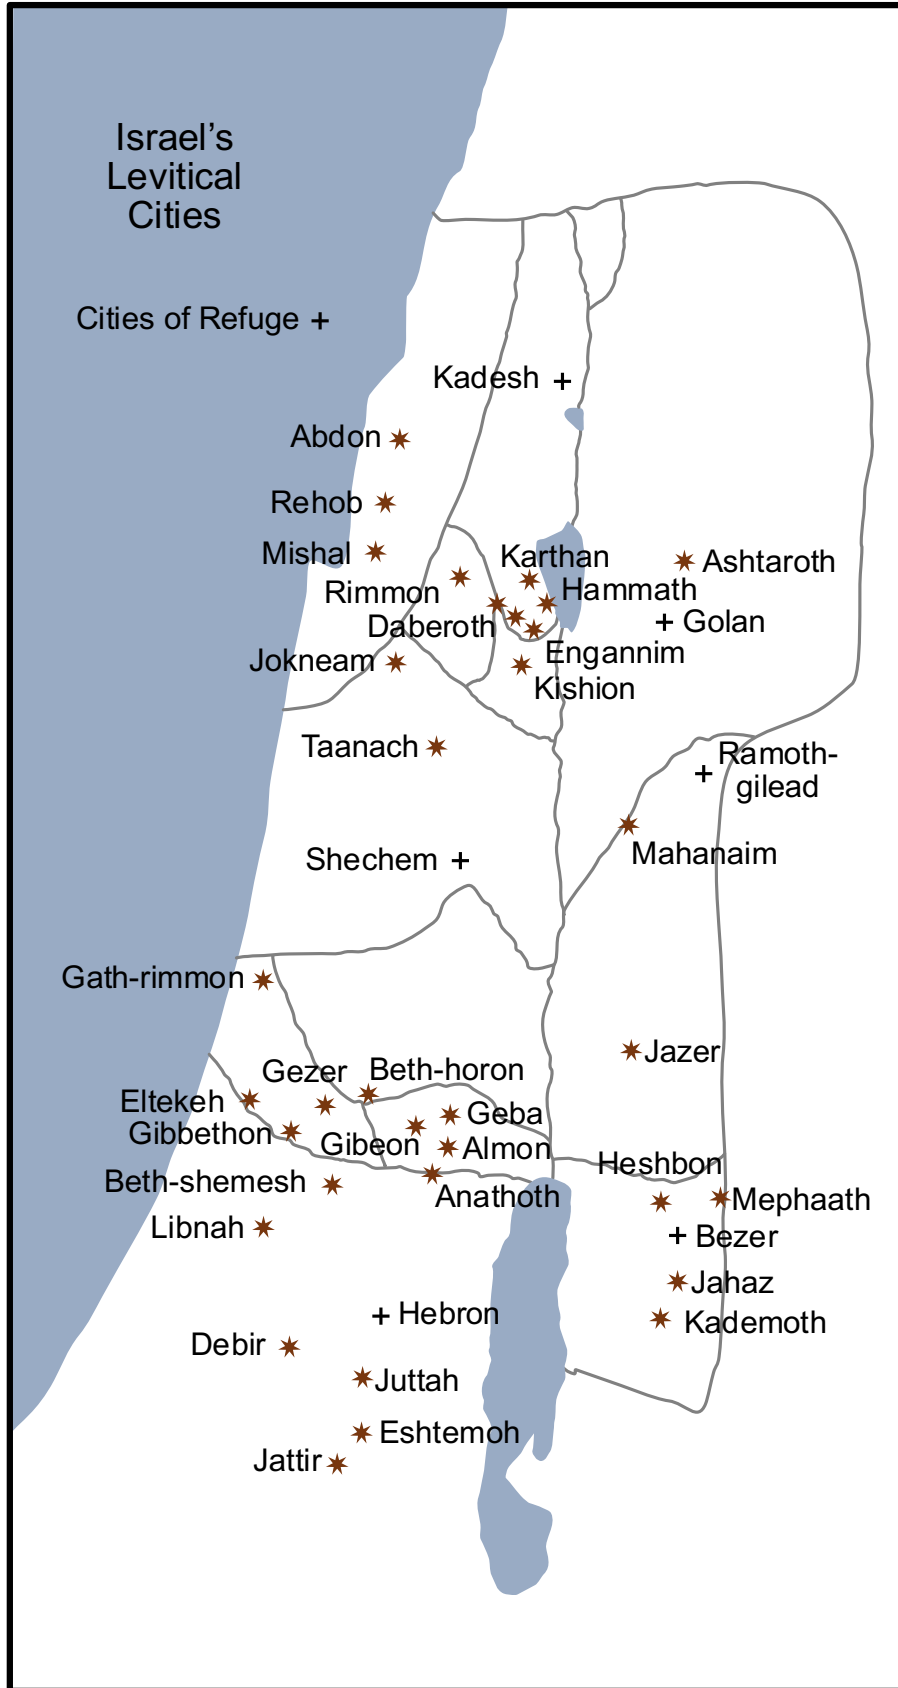 Israel's
Levitical
Cities
Cities of Refuge +
Kadesh
Abdon
Rehob
Mishal
Karthan
Ashtaroth
Rimmon
Hammath
Daberoth
Golan
Jokneam
Engannim
Kishion
Taanach
Ramoth-
gilead
Mahanaim
Shechem
Gath-rimmon
Jazer
Gezer
Beth-horon
Eltekeh
Geba
Gibbethon
Gibeon
Almon
Heshbon
Beth-shemesh
Anathoth
Mephaath
Libnah
Bezer
Jahaz
Hebron
Kademoth
Debir
Juttah
Eshtemoh
Jattir